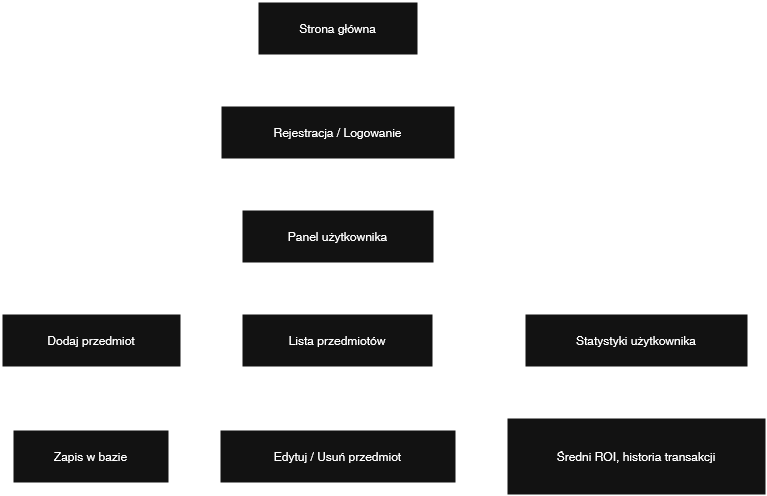 Strona główna
Rejestracja / Logowanie
Panel użytkownika
Dodaj przedmiot
Lista przedmiotów
Statystyki użytkownika
Zapis w bazie
Edytuj / Usuń przedmiot
Średni ROI, historia transakcji